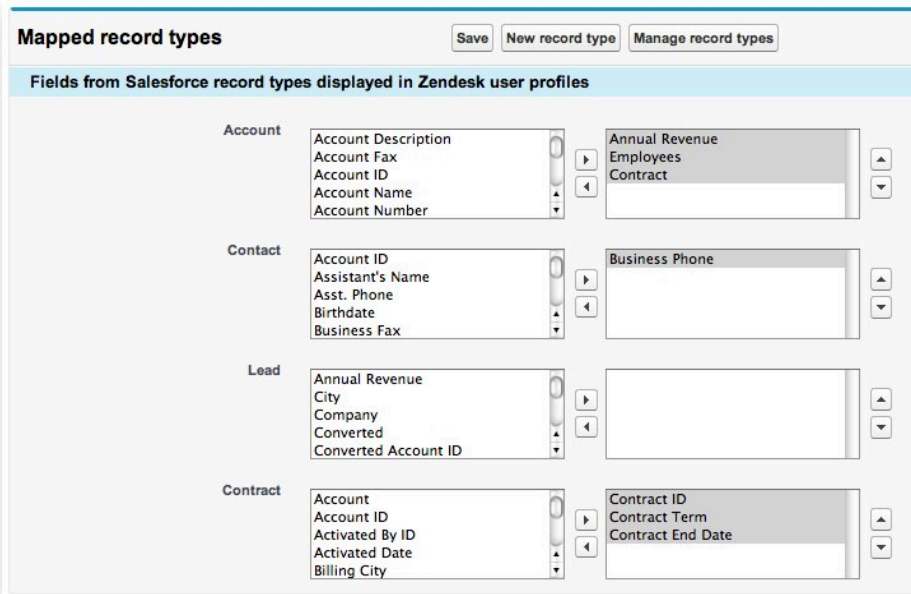 Mapped record types
Save New record type Manage record types
Fields from Salesforce record types displayed in Zendesk user profiles
Account
Account Description
Account Fax
Account ID
Account Name
Account Number
Annual Revenue
Employees
Contract
Contact
Account ID
Assistant's Name
Asst. Phone
Birthdate
Business Fax
Business Phone
Lead
Annual Revenue
City
Company
Converted
Converted Account ID
Contract
Account
Account ID
Activated By ID
Activated Date
Billing City
Contract ID
Contract Term
Contract End Date